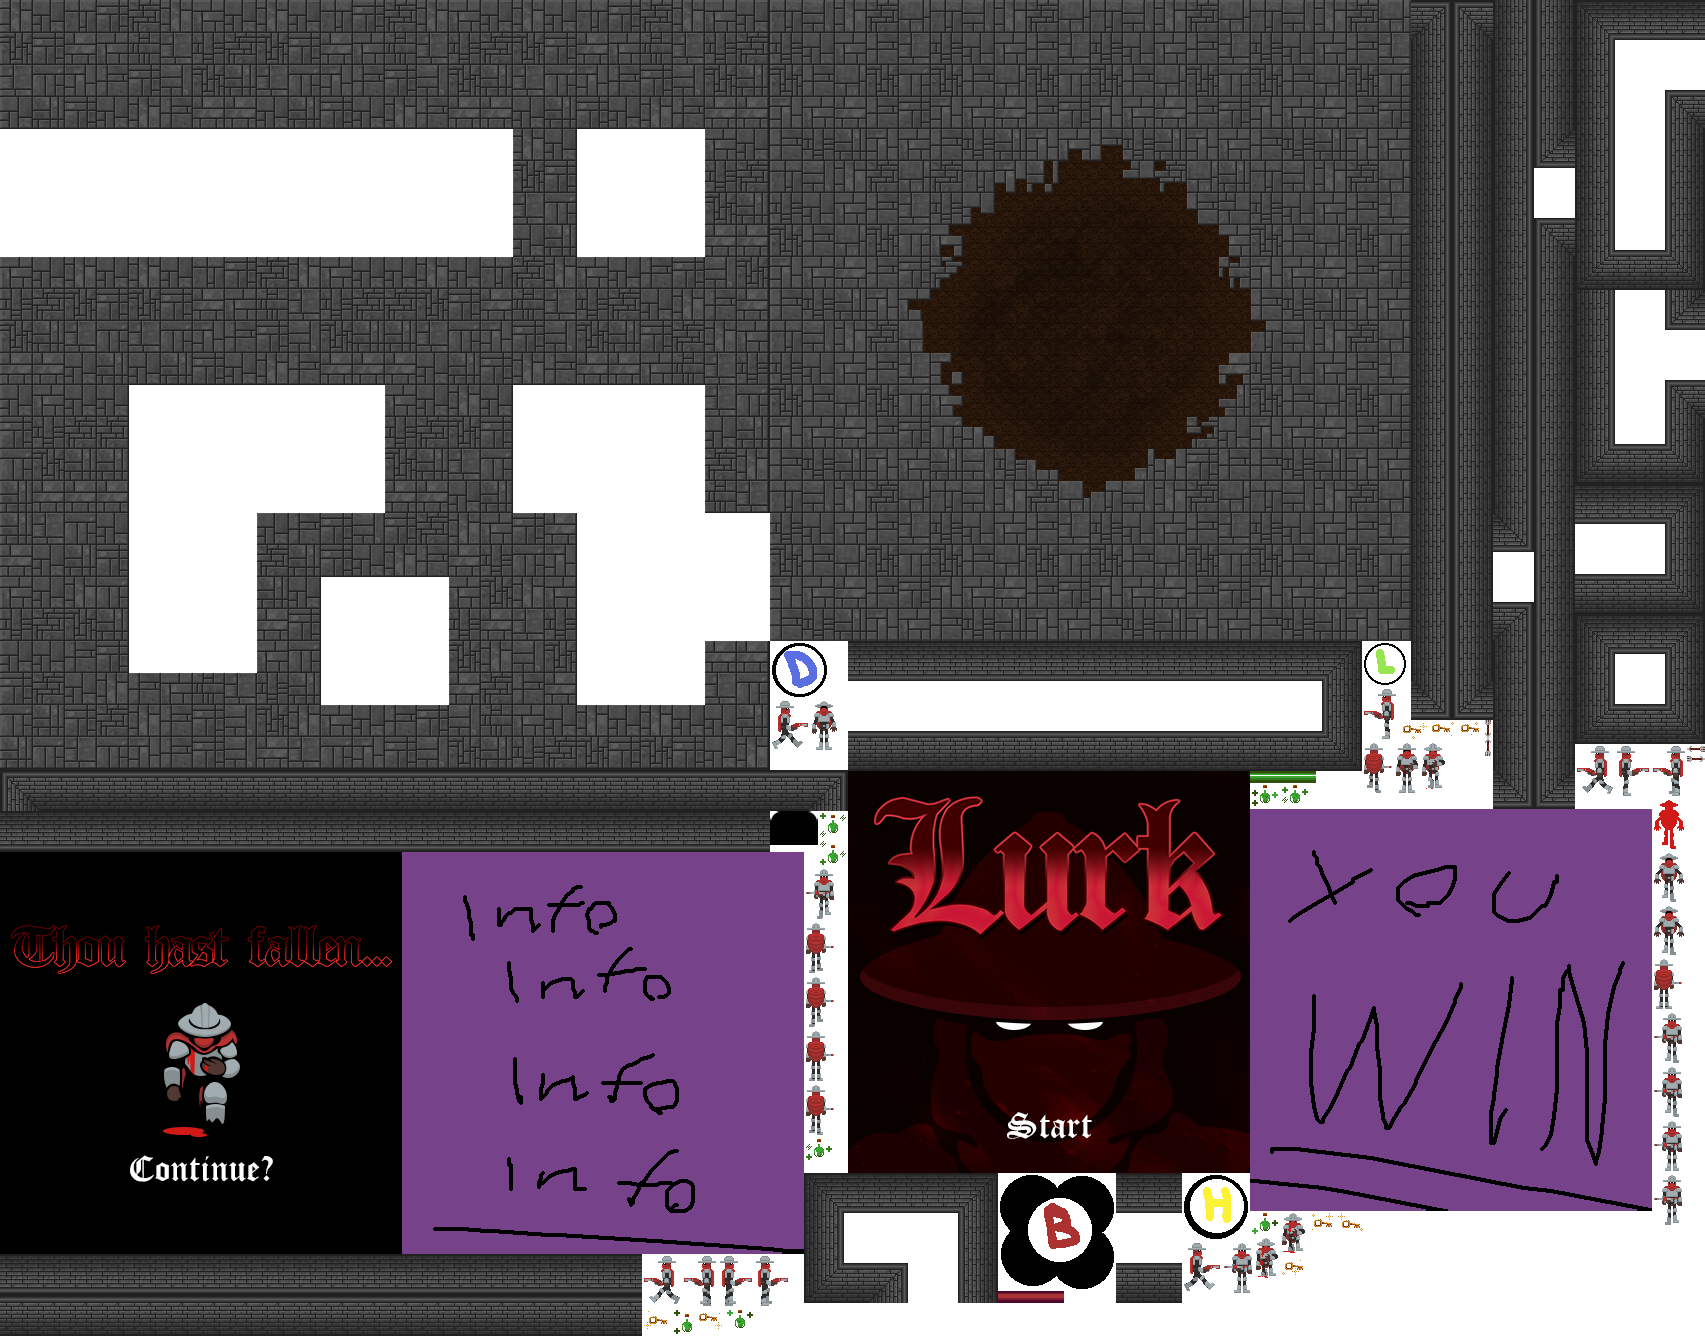 D
L
Lurk
Start
Thou hast fallen...
Continue?
Info
Info
Info
Info
YOU
WIN
B
H